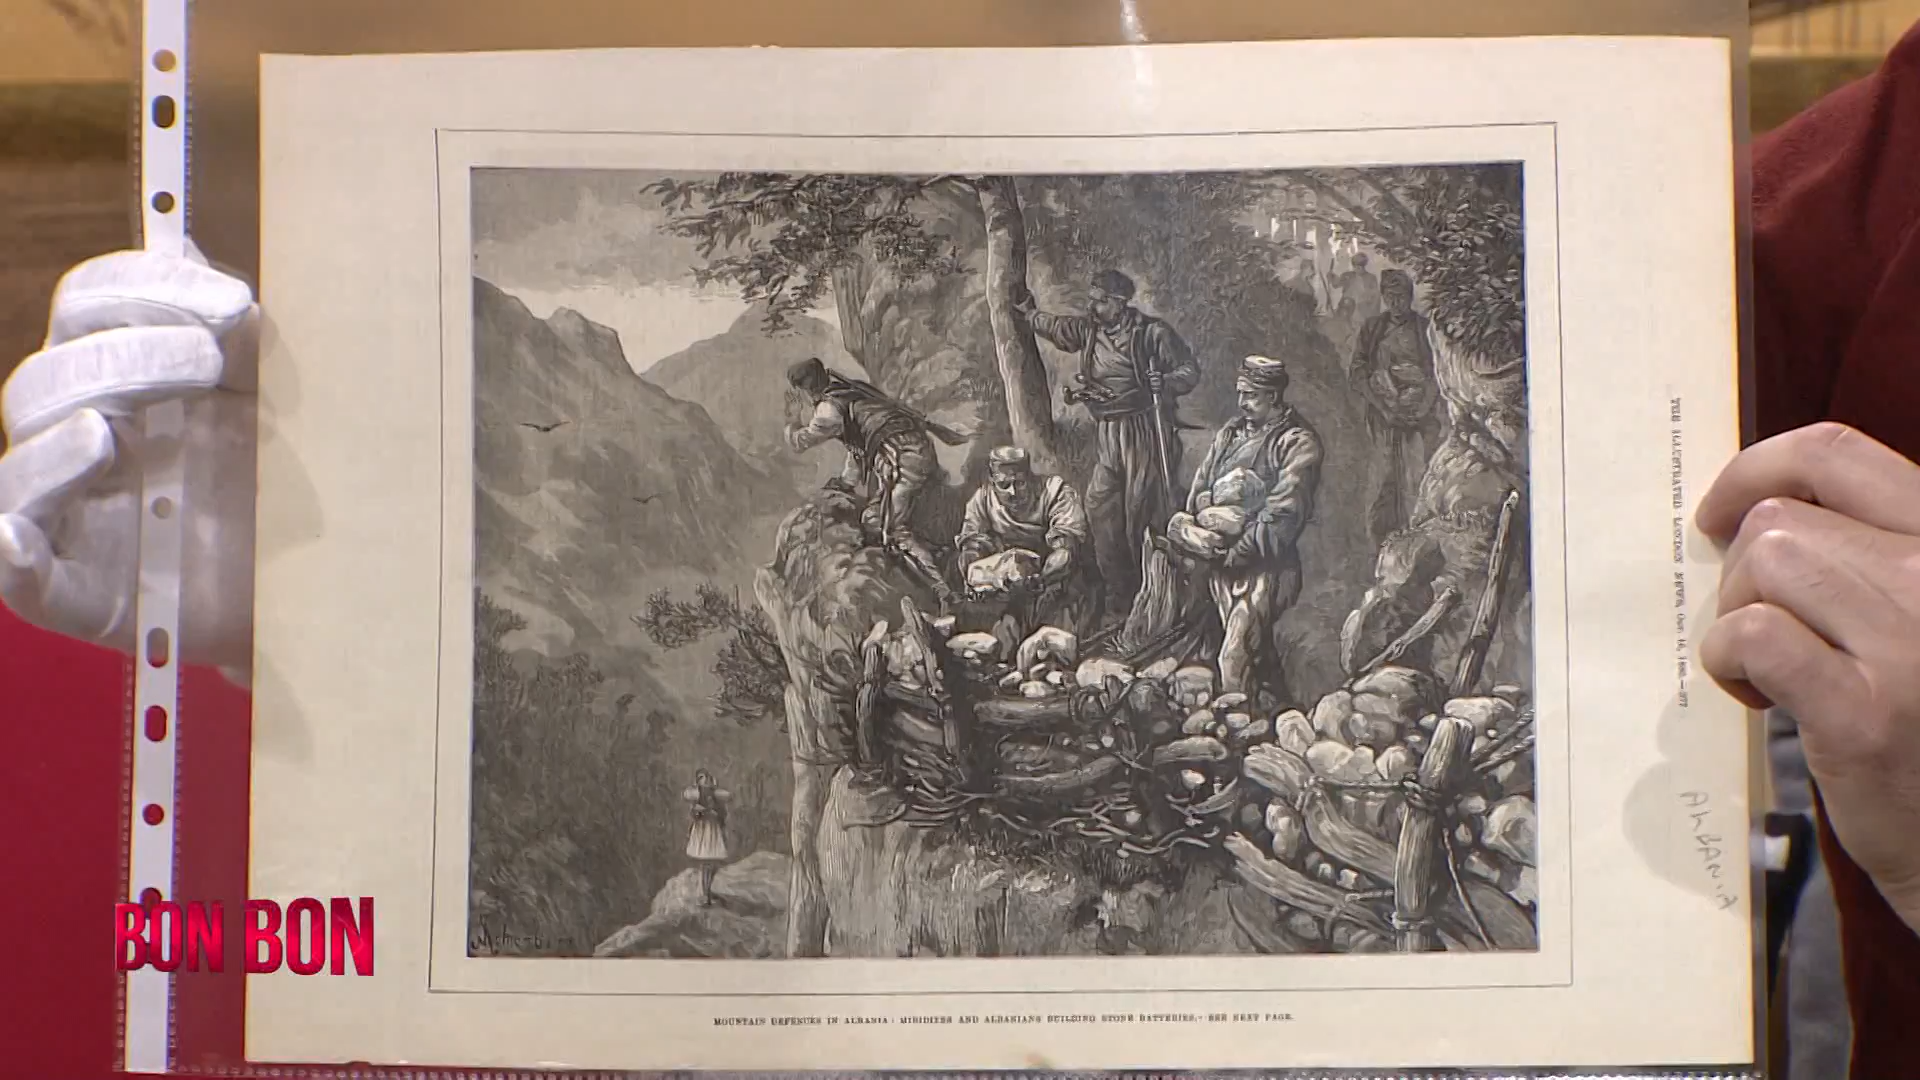 THE ILLUSTRATED LONDON NEWS, Oct. 16, 1880.—377
ALBANIA
BON BON
MOUNTAIN DEFENCES IN ALBANIA: MIRIDITES AND ALBANIANS BUILDING STONE BATTERIES.—SEE NEXT PAGE.